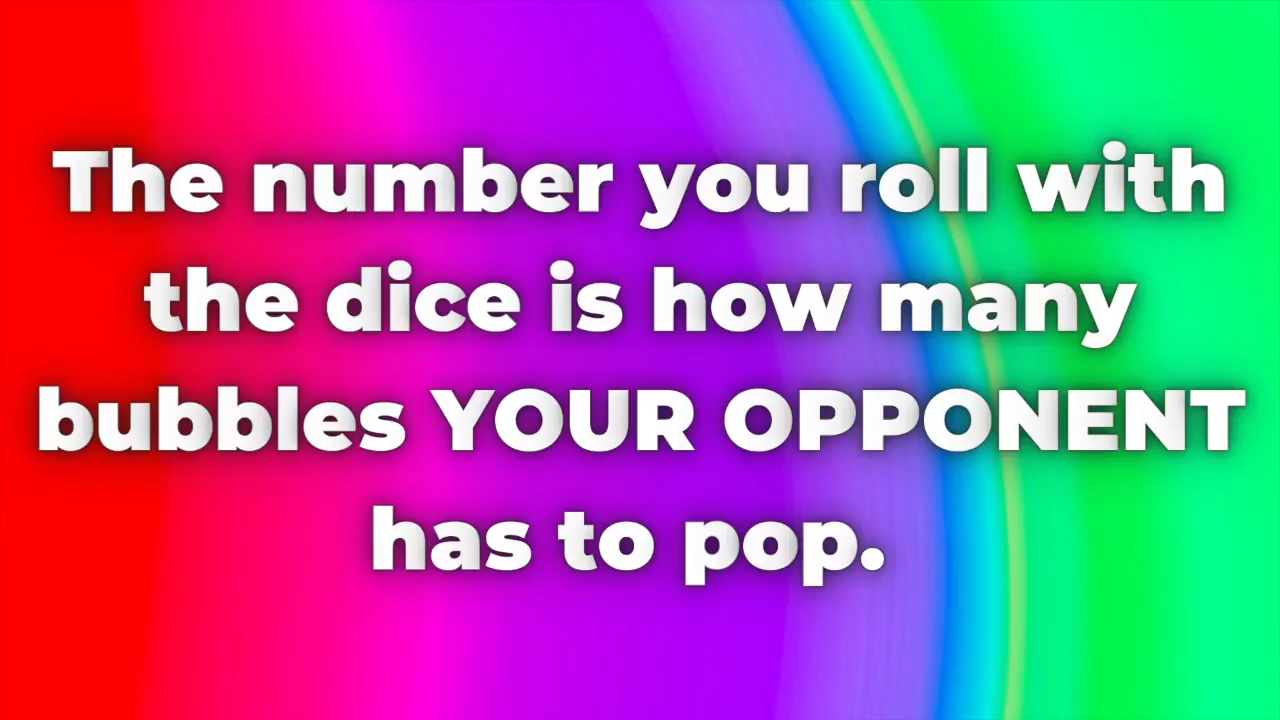 The number you roll with
the dice is how many
bubbles YOUR OPPONENT
has to pop.